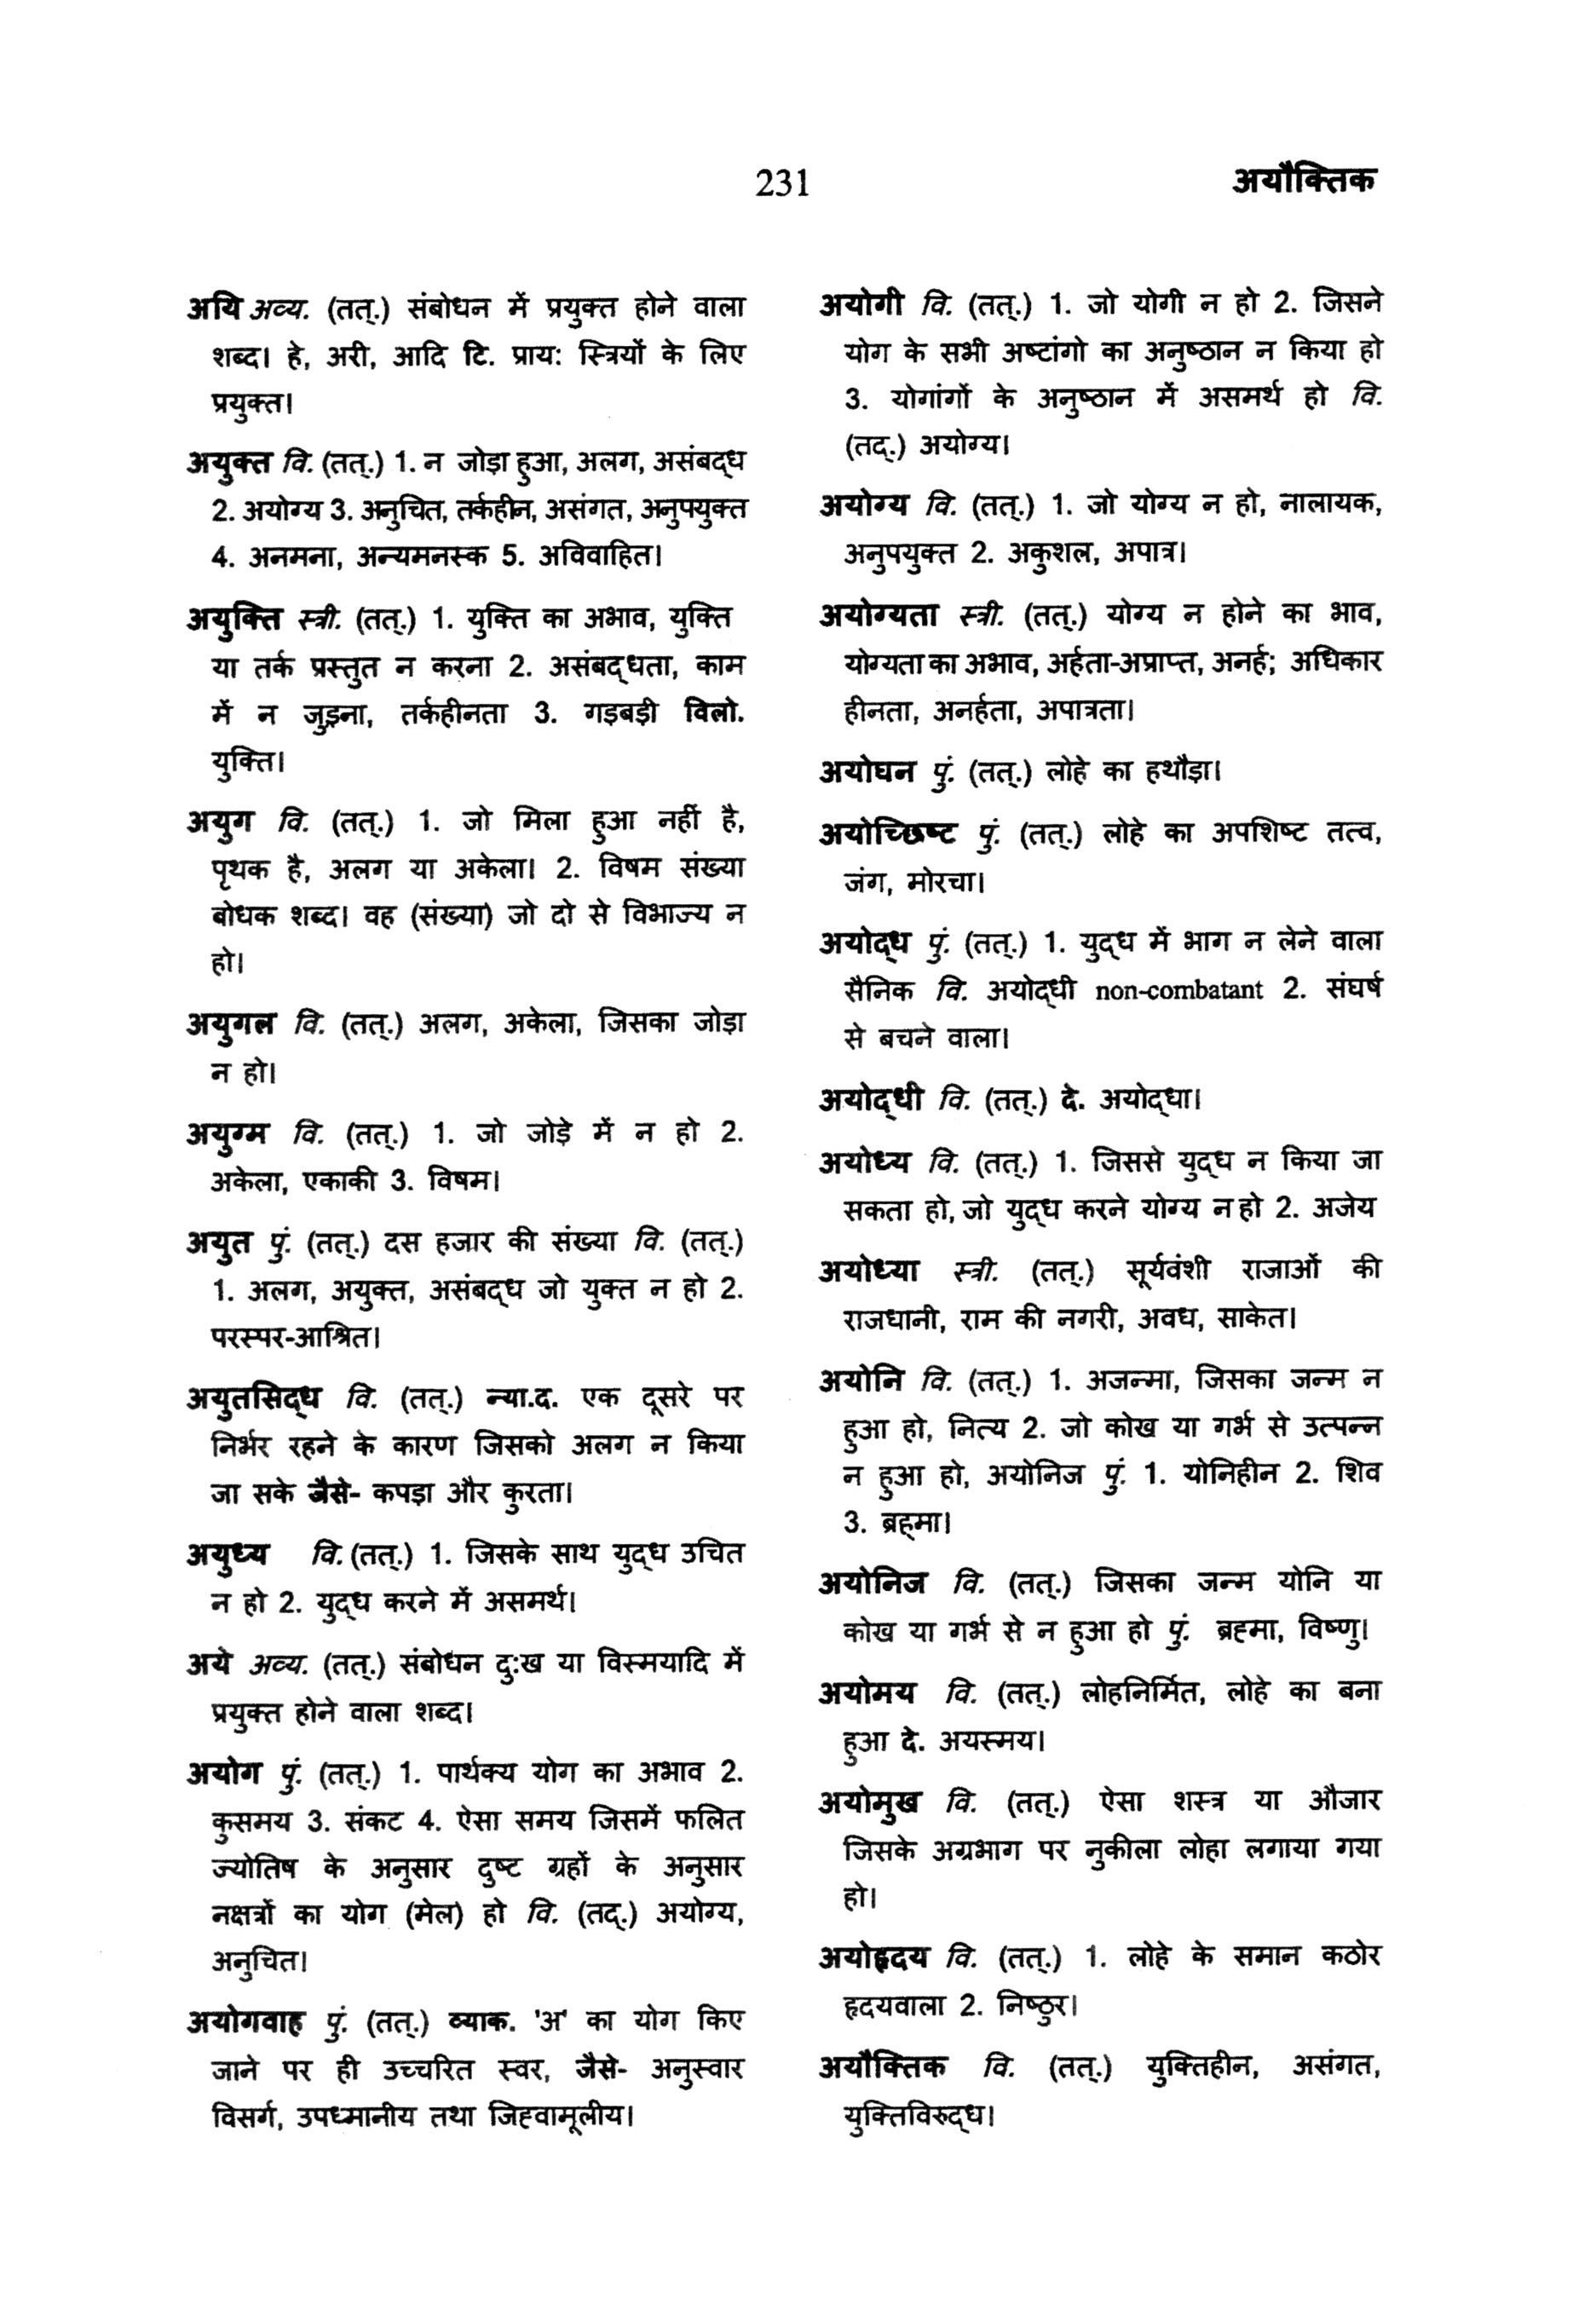 231
अयौक्तिक
अयि अव्य. (तत्.) संबोधन में प्रयुक्त होने वाला
शब्द। हे, अरी, आदि टि. प्राय: स्त्रियों के लिए
प्रयुक्त।
अयुक्त वि. (तत्.) 1. न जोड़ा हुआ, अलग, असंबद्ध
2. अयोग्य 3. अनुचित, तर्कहीन, असंगत, अनुपयुक्त
4. अनमना, अन्यमनस्क 5. अविवाहित।
अयुक्ति स्त्री. (तत्.) 1. युक्ति का अभाव, युक्ति
या तर्क प्रस्तुत न करना 2. असंबद्धता, काम
में न जुड़ना, तर्कहीनता 3. गड़बड़ी विलो.
युक्ति।
अयुग वि. (तत्.) 1. जो मिला हुआ नहीं है,
पृथक है, अलग या अकेला। 2. विषम संख्या
बोधक शब्द। वह (संख्या) जो दो से विभाज्य न
हो।
अयुगल वि. (तत्.) अलग, अकेला, जिसका जोड़ा
न हो।
अयुग्म वि. (तत्.) 1. जो जोड़े में न हो 2.
अकेला, एकाकी 3. विषम।
अयुत पुं. (तत्.) दस हजार की संख्या वि. (तत्.)
1. अलग, अयुक्त, असंबद्ध जो युक्त न हो 2.
परस्पर-आश्रित।
अयुतसिद्ध वि. (तत्.) न्या.द. एक दूसरे पर
निर्भर रहने के कारण जिसको अलग न किया
जा सके जैसे- कपड़ा और कुरता।
अयुध्य वि. (तत्.) 1. जिसके साथ युद्ध उचित
न हो 2. युद्ध करने में असमर्थ।
अये अव्य. (तत्.) संबोधन दु:ख या विस्मयादि में
प्रयुक्त होने वाला शब्द।
अयोग पुं. (तत्.) 1. पार्थक्य योग का अभाव 2.
कुसमय 3. संकट 4. ऐसा समय जिसमें फलित
ज्योतिष के अनुसार दुष्ट ग्रहों के अनुसार
नक्षत्रों का योग (मेल) हो वि. (तद्.) अयोग्य,
अनुचित।
अयोगवाह पुं. (तत्.) व्याक. 'अ' का योग किए
जाने पर ही उच्चरित स्वर, जैसे- अनुस्वार
विसर्ग, उपध्मानीय तथा जिह्वामूलीय।
अयोगी वि. (तत्.) 1. जो योगी न हो 2. जिसने
योग के सभी अष्टांगो का अनुष्ठान न किया हो
3. योगांगों के अनुष्ठान में असमर्थ हो वि.
(तद्.) अयोग्य।
अयोग्य वि. (तत्.) 1. जो योग्य न हो, नालायक,
अनुपयुक्त 2. अकुशल, अपात्र।
अयोग्यता स्त्री. (तत्.) योग्य न होने का भाव,
योग्यता का अभाव, अर्हता-अप्राप्त, अनर्ह; अधिकार
हीनता, अनर्हता, अपात्रता।
अयोघन पुं. (तत्.) लोहे का हथौड़ा।
अयोच्छिष्ट पुं. (तत्.) लोहे का अपशिष्ट तत्व,
जंग, मोरचा।
अयोद्ध पुं. (तत्.) 1. युद्ध में भाग न लेने वाला
सैनिक वि. अयोद्धी non-combatant 2. संघर्ष
से बचने वाला।
अयोद्धी वि. (तत्.) दे. अयोद्धा।
अयोध्य वि. (तत्.) 1. जिससे युद्ध न किया जा
सकता हो, जो युद्ध करने योग्य न हो 2. अजेय
अयोध्या स्त्री. (तत्.) सूर्यवंशी राजाओं की
राजधानी, राम की नगरी, अवध, साकेत।
अयोनि वि. (तत्.) 1. अजन्मा, जिसका जन्म न
हुआ हो, नित्य 2. जो कोख या गर्भ से उत्पन्न
न हुआ हो, अयोनिज पुं. 1. योनिहीन 2. शिव
3. ब्रह्मा।
अयोनिज वि. (तत्.) जिसका जन्म योनि या
कोख या गर्भ से न हुआ हो पुं. ब्रह्मा, विष्णु।
अयोमय वि. (तत्.) लोहनिर्मित, लोहे का बना
हुआ दे. अयस्मय।
अयोमुख वि. (तत्.) ऐसा शस्त्र या औजार
जिसके अग्रभाग पर नुकीला लोहा लगाया गया
हो।
अयोहृदय वि. (तत्.) 1. लोहे के समान कठोर
हृदयवाला 2. निष्ठुर।
अयौक्तिक वि. (तत्.) युक्तिहीन, असंगत,
युक्तिविरुद्ध।